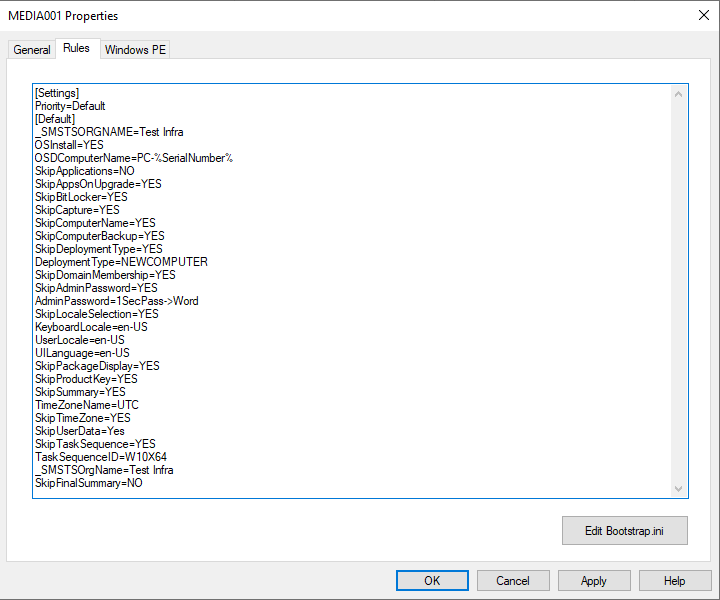 MEDIA001 Properties
General Rules Windows PE
[Settings]
Priority=Default
[Default]
_SMSTSORGNAME=Test Infra
OSInstall=YES
OSDComputerName=PC-%SerialNumber%
SkipApplications=NO
SkipAppsOnUpgrade=YES
SkipBitLocker=YES
SkipCapture=YES
SkipComputerName=YES
SkipComputerBackup=YES
SkipDeploymentType=YES
DeploymentType=NEWCOMPUTER
SkipDomainMembership=YES
SkipAdminPassword=YES
AdminPassword=1SecPass->Word
SkipLocaleSelection=YES
KeyboardLocale=en-US
UserLocale=en-US
UILanguage=en-US
SkipPackageDisplay=YES
SkipProductKey=YES
SkipSummary=YES
TimeZoneName=UTC
SkipTimeZone=YES
SkipUserData=Yes
SkipTaskSequence=YES
TaskSequenceID=W10X64
_SMSTSOrgName=Test Infra
SkipFinalSummary=NO
Edit Bootstrap.ini
OK Cancel Apply Help